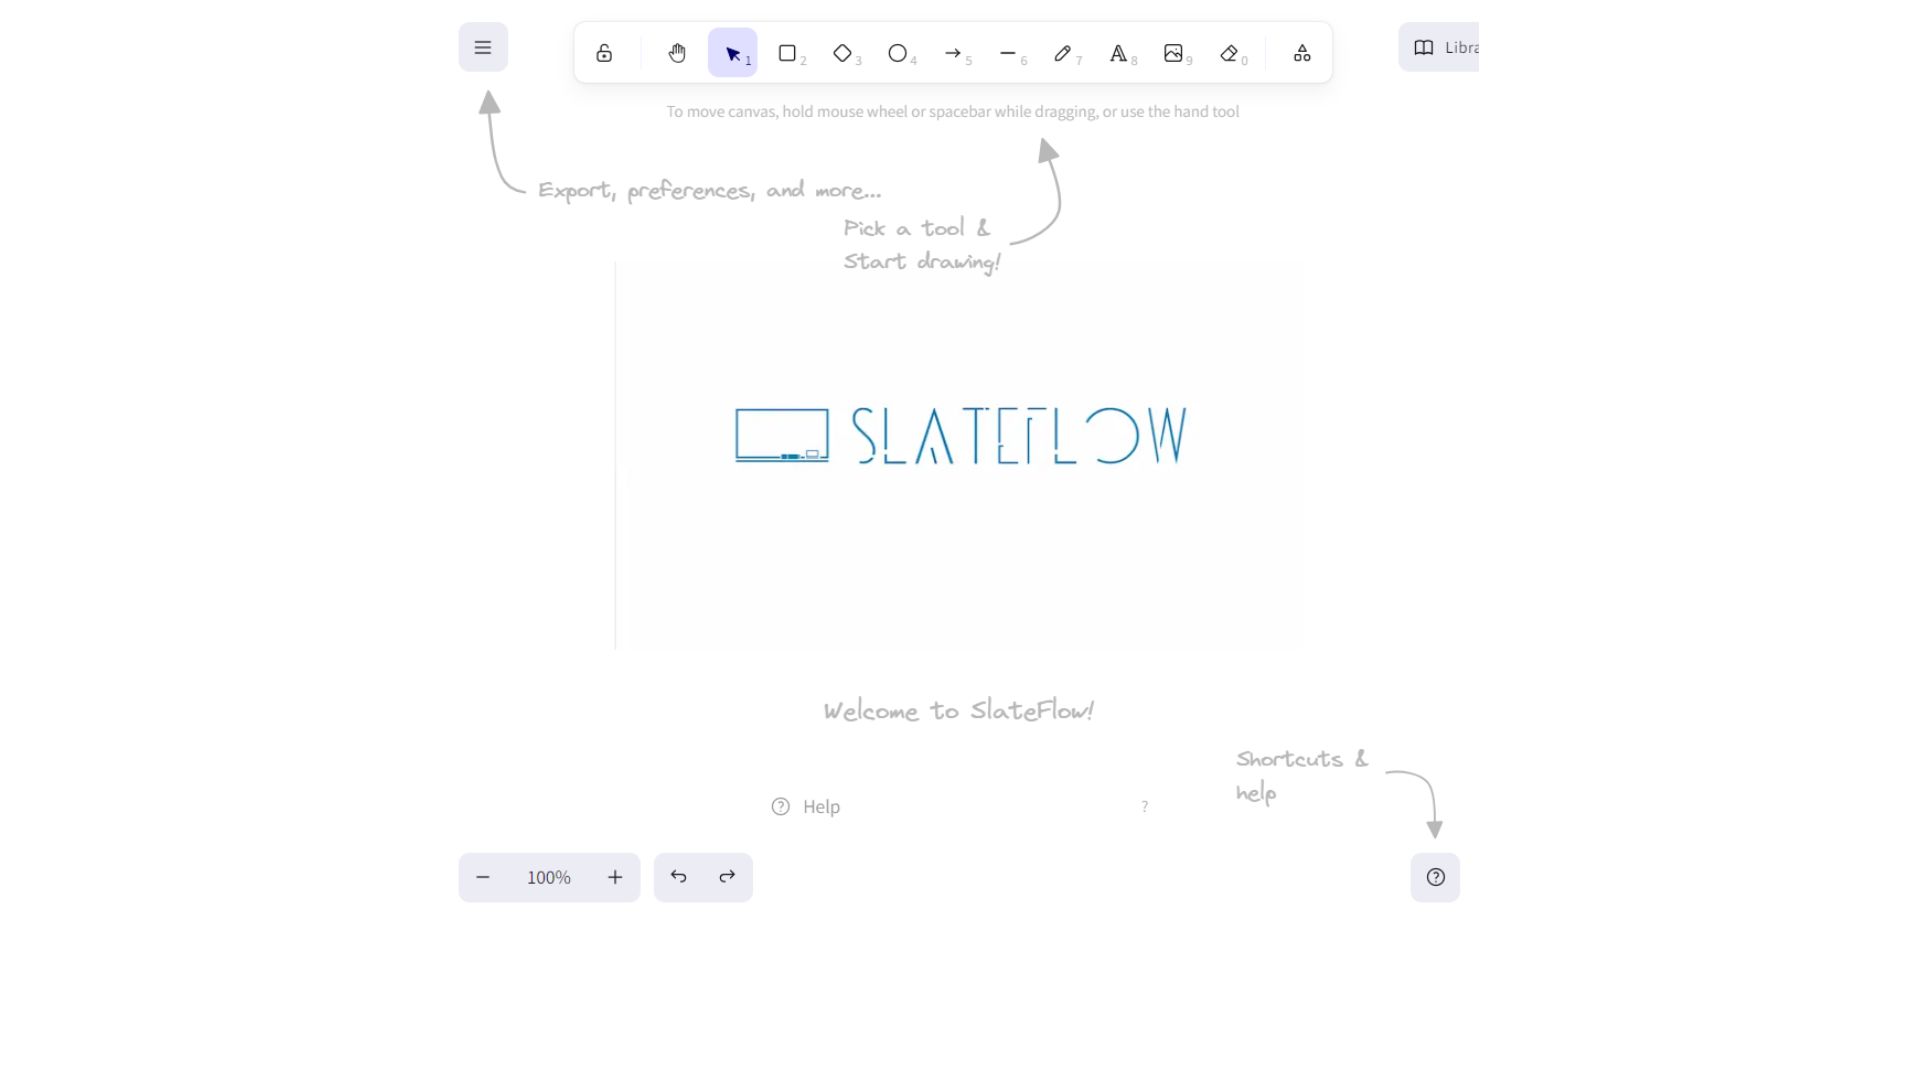 1 2 3 4 5 6 7 8 9 0
To move canvas, hold mouse wheel or spacebar while dragging, or use the hand tool
Export, preferences, and more...
Pick a tool &
Start drawing!
SLATEFLOW
Welcome to SlateFlow!
Shortcuts &
help
Help ?
100%